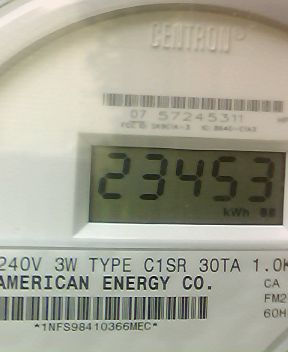 CENTRON®
07 57245311
23453
kWh
240V 3W TYPE C1SR 30TA 1.0K
AMERICAN ENERGY CO.
CA
FM2
60H
*1NFS98410366MEC*